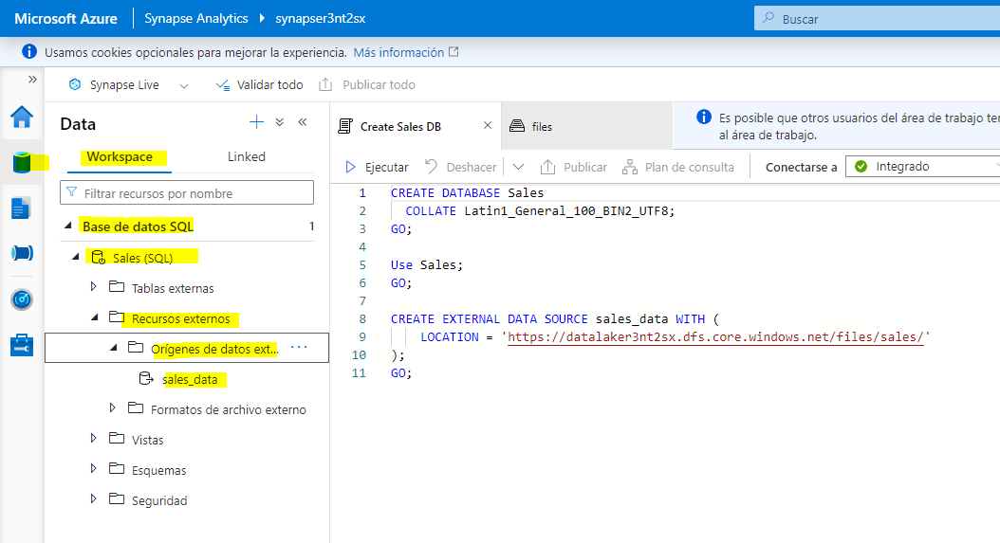 Microsoft Azure
Synapse Analytics
synapser3nt2sx
Buscar
Usamos cookies opcionales para mejorar la experiencia. Más información
Synapse Live
Validar todo
Publicar todo
Data
Workspace
Linked
Filtrar recursos por nombre
Base de datos SQL 1
Sales (SQL)
Tablas externas
Recursos externos
Orígenes de datos ext... ...
sales_data
Formatos de archivo externo
Vistas
Esquemas
Seguridad
Create Sales DB
files
Es posible que otros usuarios del área de trabajo ten
al área de trabajo.
Ejecutar
Deshacer
Publicar
Plan de consulta
Conectarse a
Integrado
1 CREATE DATABASE Sales
2 COLLATE Latin1_General_100_BIN2_UTF8;
3 GO;
4
5 Use Sales;
6 GO;
7
8 CREATE EXTERNAL DATA SOURCE sales_data WITH (
9 LOCATION = 'https://datalaker3nt2sx.dfs.core.windows.net/files/sales/'
10 );
11 GO;